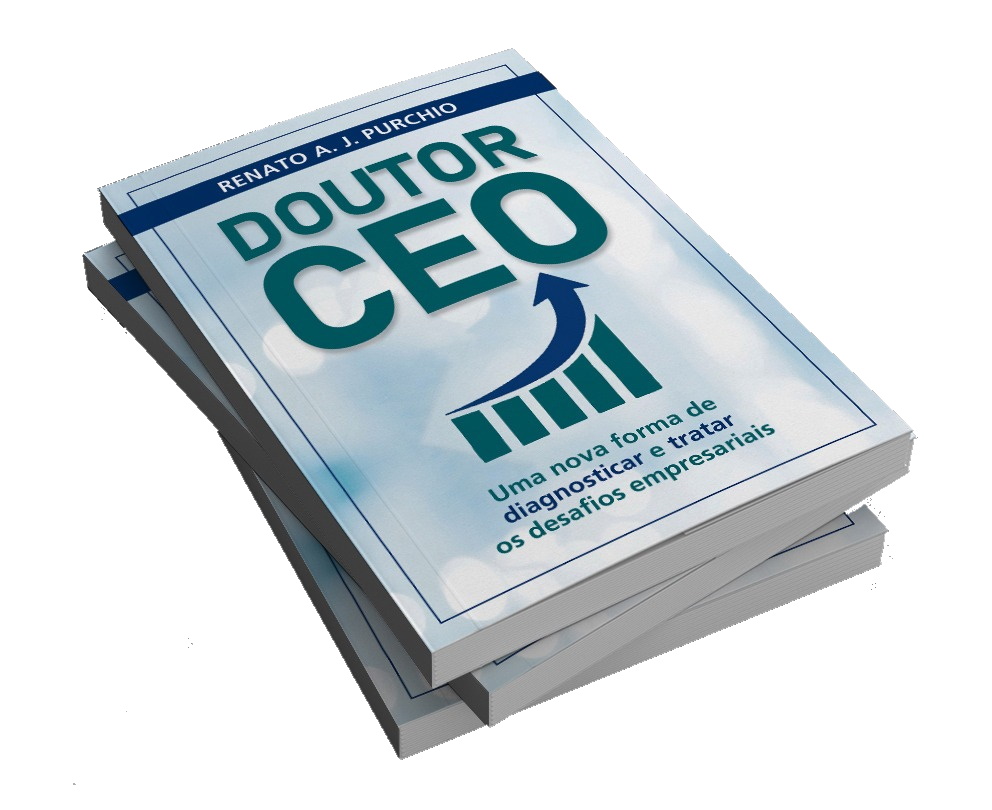 RENATO A. J. PURCHIO
DOUTOR
CEO
Uma nova forma de
diagnosticar e tratar
os desafios empresariais